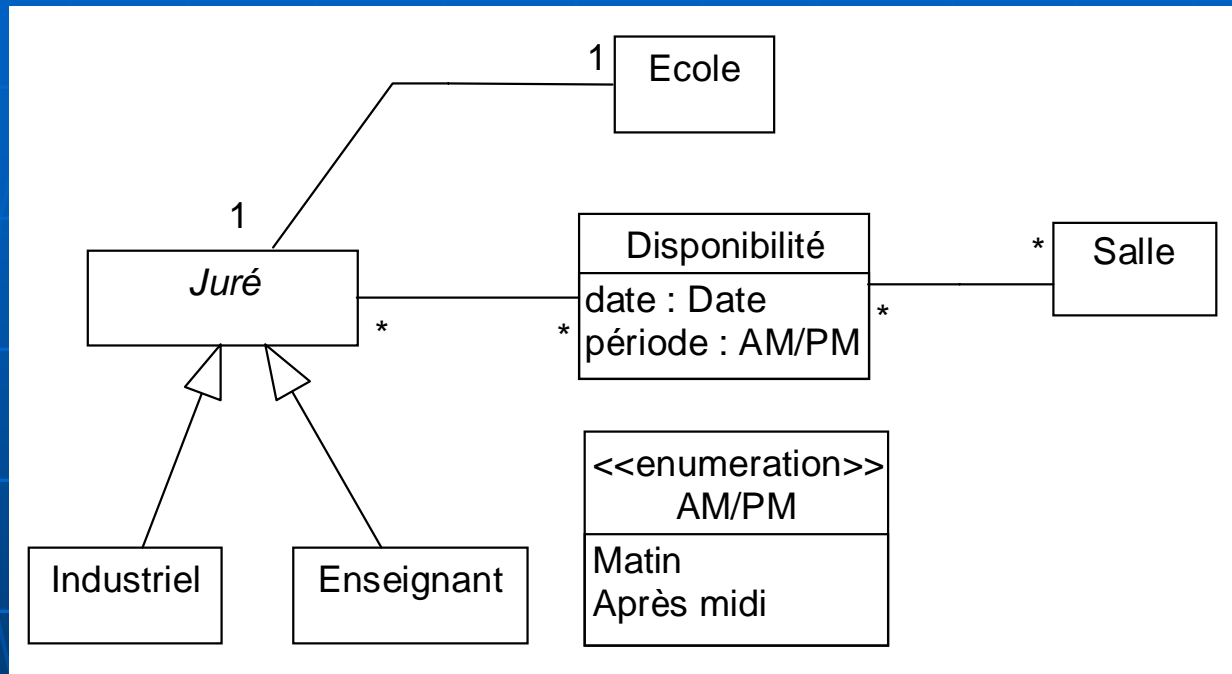 1
Ecole
1
Juré
*
*
Disponibilité
date : Date
période : AM/PM
*
*
Salle
Industriel
Enseignant
<<enumeration>>
AM/PM
Matin
Après midi